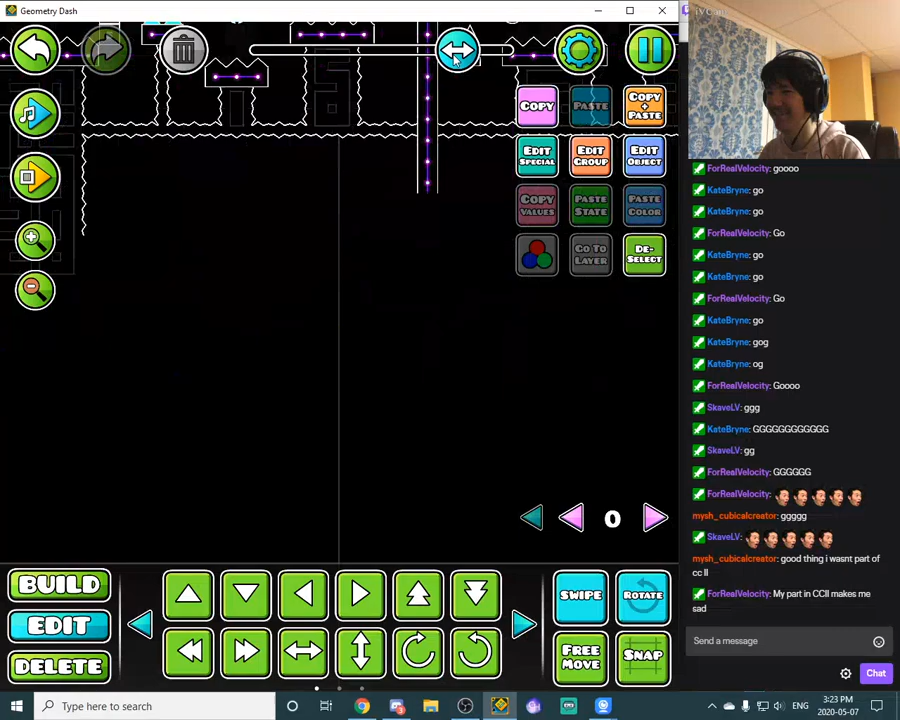 Geometry Dash
iVCam
COPY
PASTE
COPY + PASTE
EDIT SPECIAL
EDIT GROUP
EDIT OBJECT
COPY VALUES
PASTE STATE
PASTE COLOR
GO TO LAYER
DE-SELECT
0
BUILD
EDIT
DELETE
SWIPE
ROTATE
FREE MOVE
SNAP
ForRealVelocity: goooo
KateBryne: go
KateBryne: go
ForRealVelocity: Go
KateBryne: go
KateBryne: go
ForRealVelocity: Go
KateBryne: go
KateBryne: gog
KateBryne: og
ForRealVelocity: Goooo
SkaveLV: ggg
KateBryne: GGGGGGGGGGGG
SkaveLV: gg
ForRealVelocity: GGGGGG
ForRealVelocity:
mysh_cubicalcreator: ggggg
SkaveLV:
mysh_cubicalcreator: good thing i wasnt part of
cc II
ForRealVelocity: My part in CCII makes me
sad
Send a message
Chat
Type here to search
3:23 PM
2020-05-07